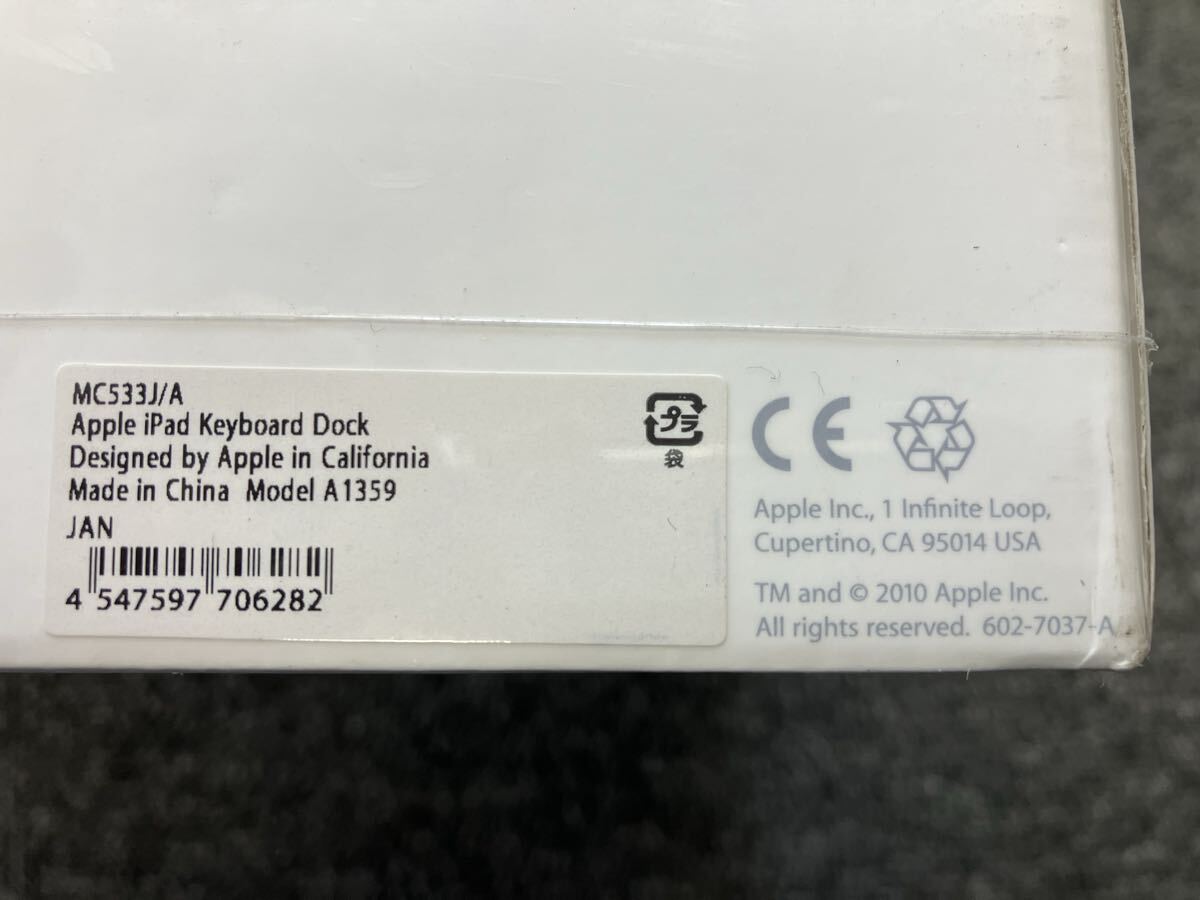 MC533J/A
Apple iPad Keyboard Dock
Designed by Apple in California
Made in China Model A1359
JAN
4 547597 706282
プラ
袋
CE
Apple Inc., 1 Infinite Loop,
Cupertino, CA 95014 USA
TM and © 2010 Apple Inc.
All rights reserved. 602-7037-A